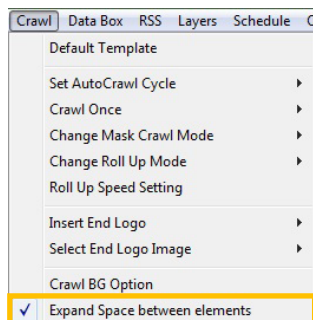 Crawl Data Box RSS Layers Schedule
Default Template
Set AutoCrawl Cycle
Crawl Once
Change Mask Crawl Mode
Change Roll Up Mode
Roll Up Speed Setting
Insert End Logo
Select End Logo Image
Crawl BG Option
Expand Space between elements